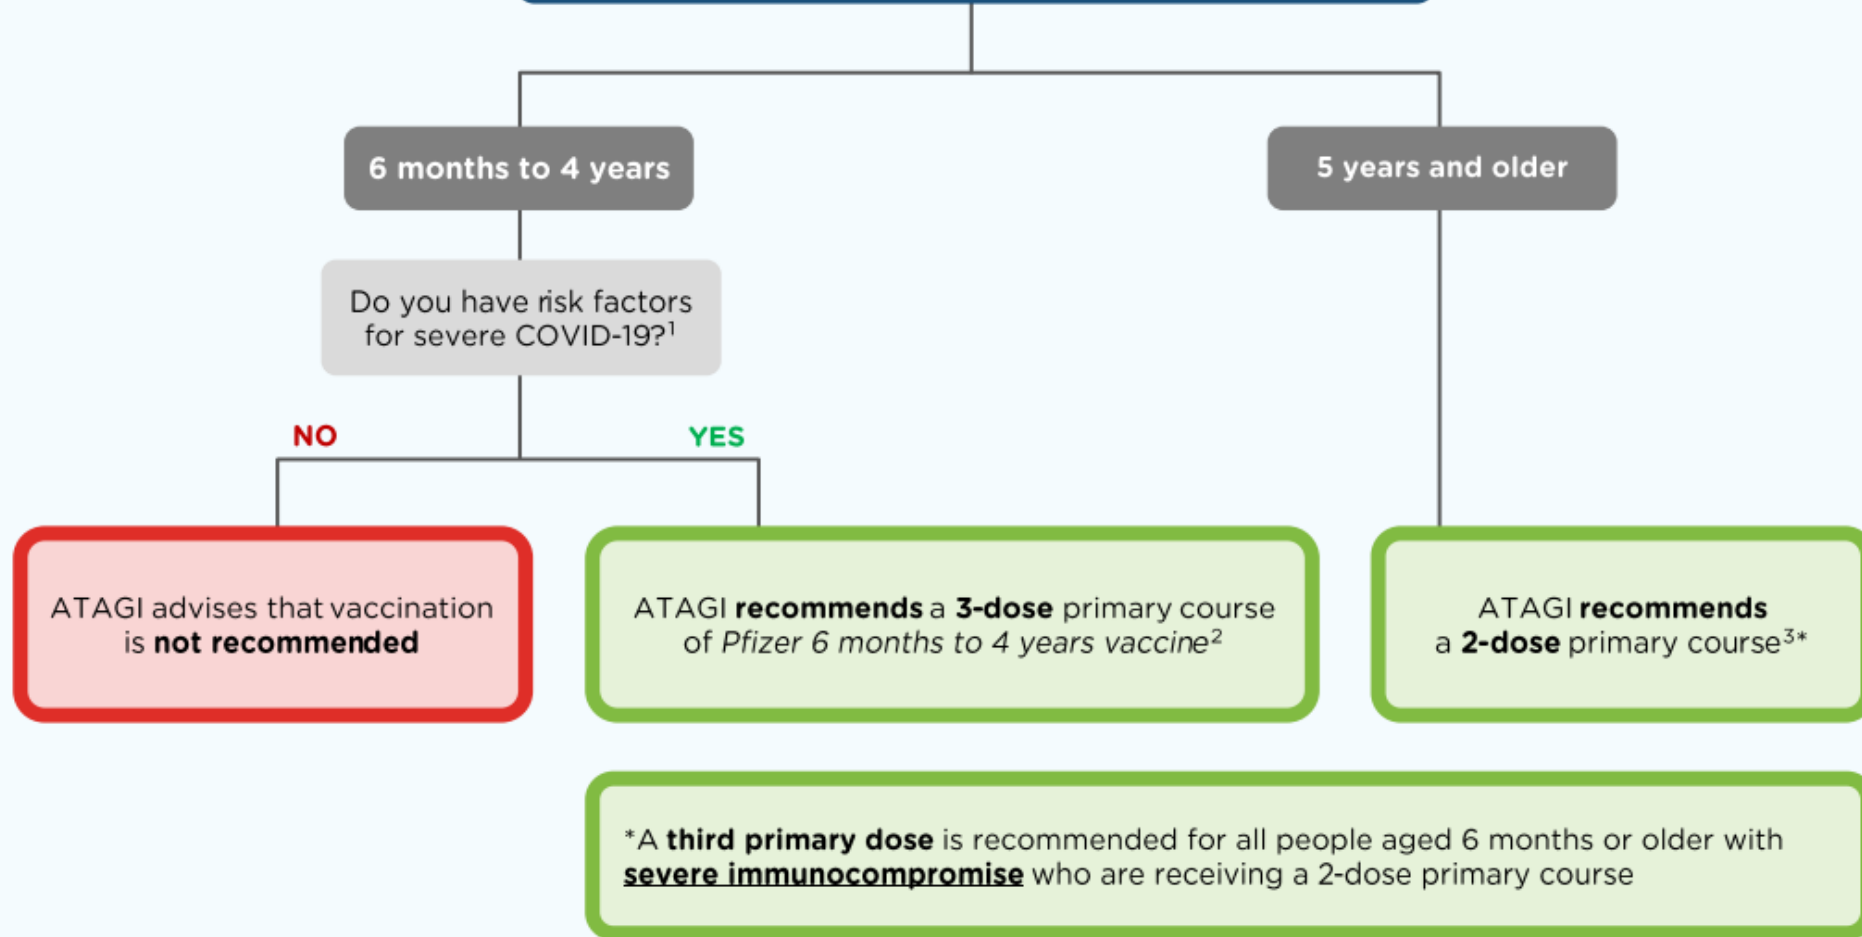 6 months to 4 years
5 years and older
Do you have risk factors
for severe COVID-19?¹
NO
YES
ATAGI advises that vaccination
is not recommended
ATAGI recommends a 3-dose primary course
of Pfizer 6 months to 4 years vaccine²
ATAGI recommends
a 2-dose primary course³*
*A third primary dose is recommended for all people aged 6 months or older with
severe immunocompromise who are receiving a 2-dose primary course